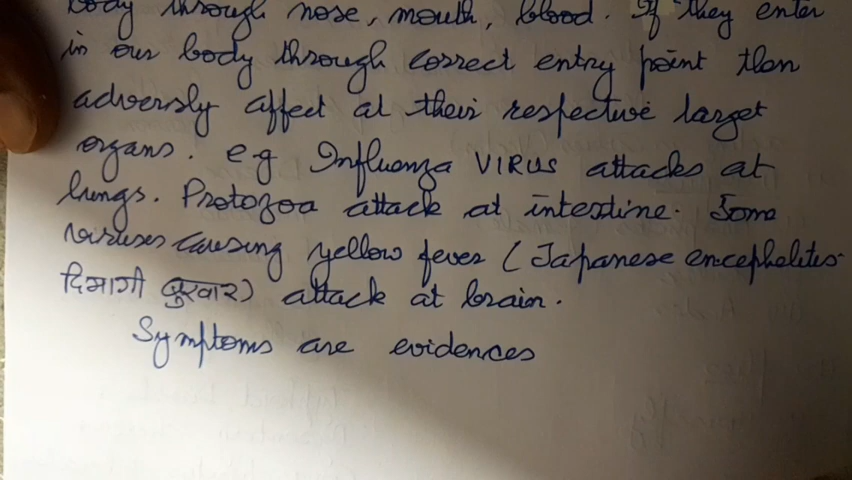 body through nose, mouth, blood. If they enter
in our body through correct entry point then
adversly affect at their respective target
organs. e.g Influenza VIRUS attacks at
lungs. Protozoa attack at intestine. Some
viruses causing yellow fever (Japanese encephelites-
दिमागी बुखार) attack at brain.
Symptoms are evidences